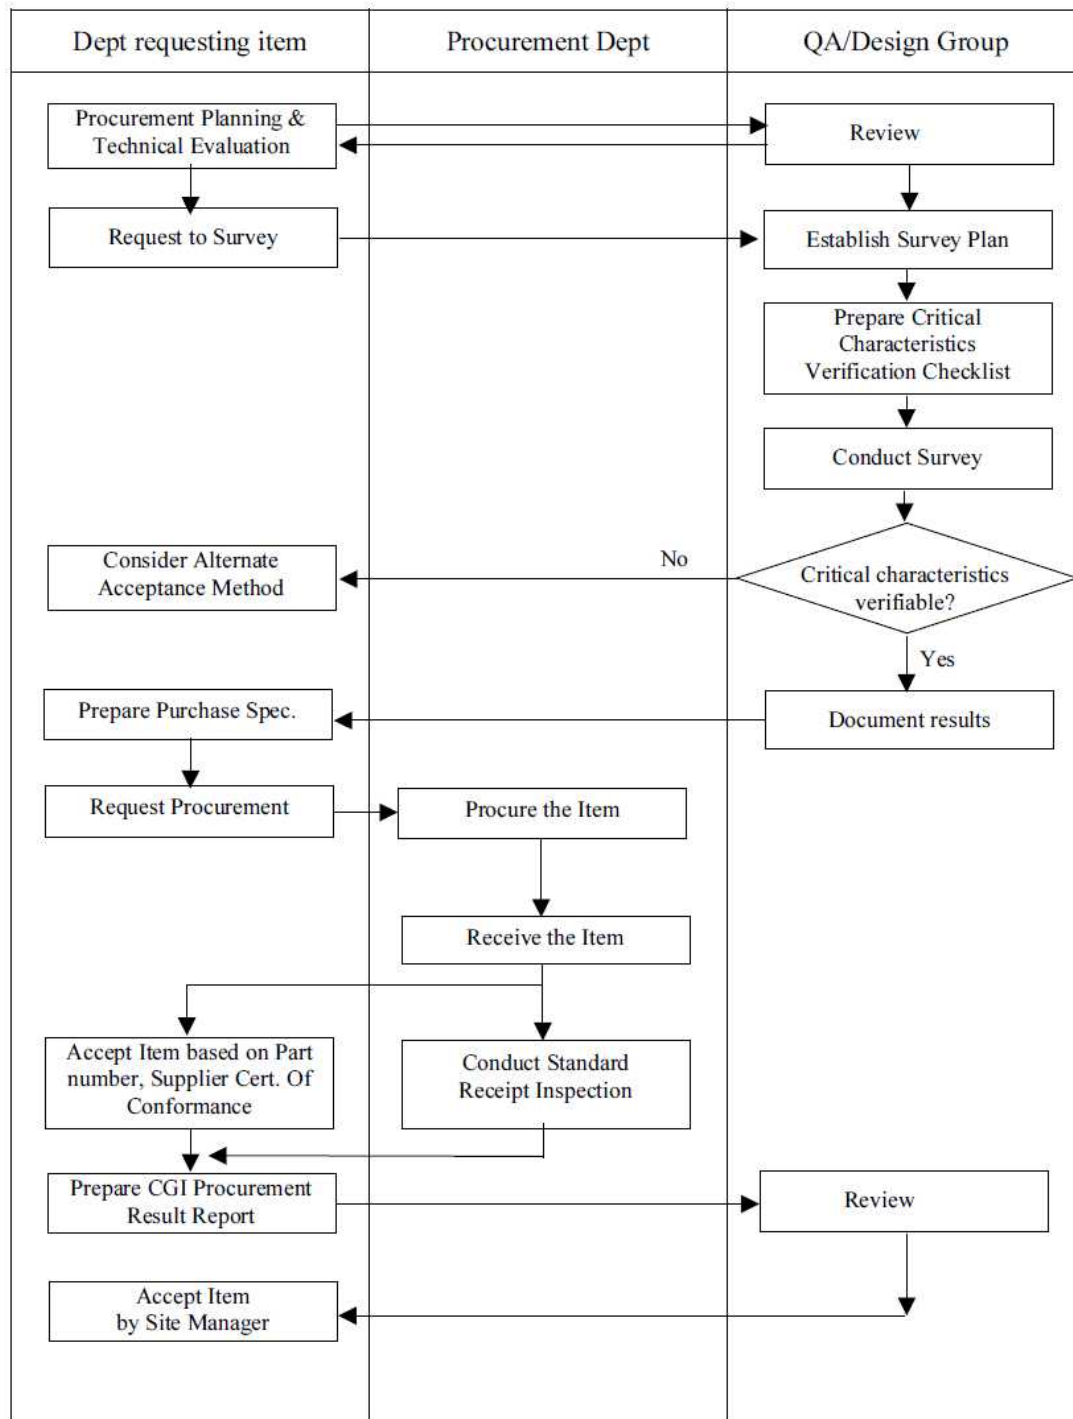 Dept requesting item
Procurement Dept
QA/Design Group
Procurement Planning &
Technical Evaluation
Review
Request to Survey
Establish Survey Plan
Prepare Critical
Characteristics
Verification Checklist
Conduct Survey
Consider Alternate
Acceptance Method
No
Critical characteristics
verifiable?
Yes
Prepare Purchase Spec.
Document results
Request Procurement
Procure the Item
Receive the Item
Accept Item based on Part
number, Supplier Cert. Of
Conformance
Conduct Standard
Receipt Inspection
Prepare CGI Procurement
Result Report
Review
Accept Item
by Site Manager